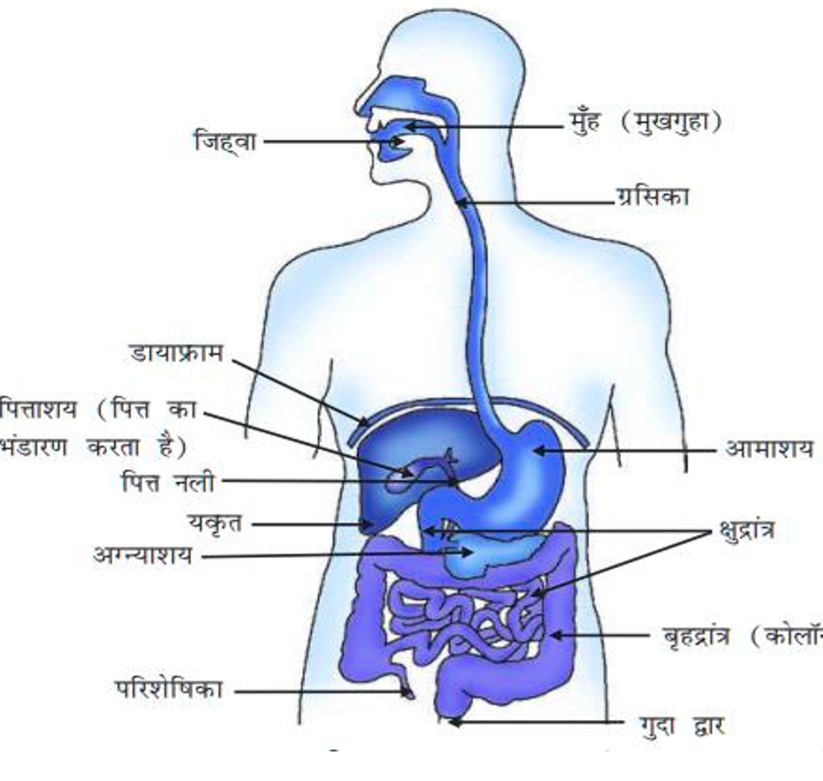 मुँह (मुखगुहा)
जिह्वा
ग्रसिका
डायाफ्राम
पित्ताशय (पित्त का
भंडारण करता है)
आमाशय
पित्त नली
यकृत
क्षुद्रांत्र
अग्न्याशय
बृहद्रांत्र (कोलॉन
परिशेषिका
गुदा द्वार